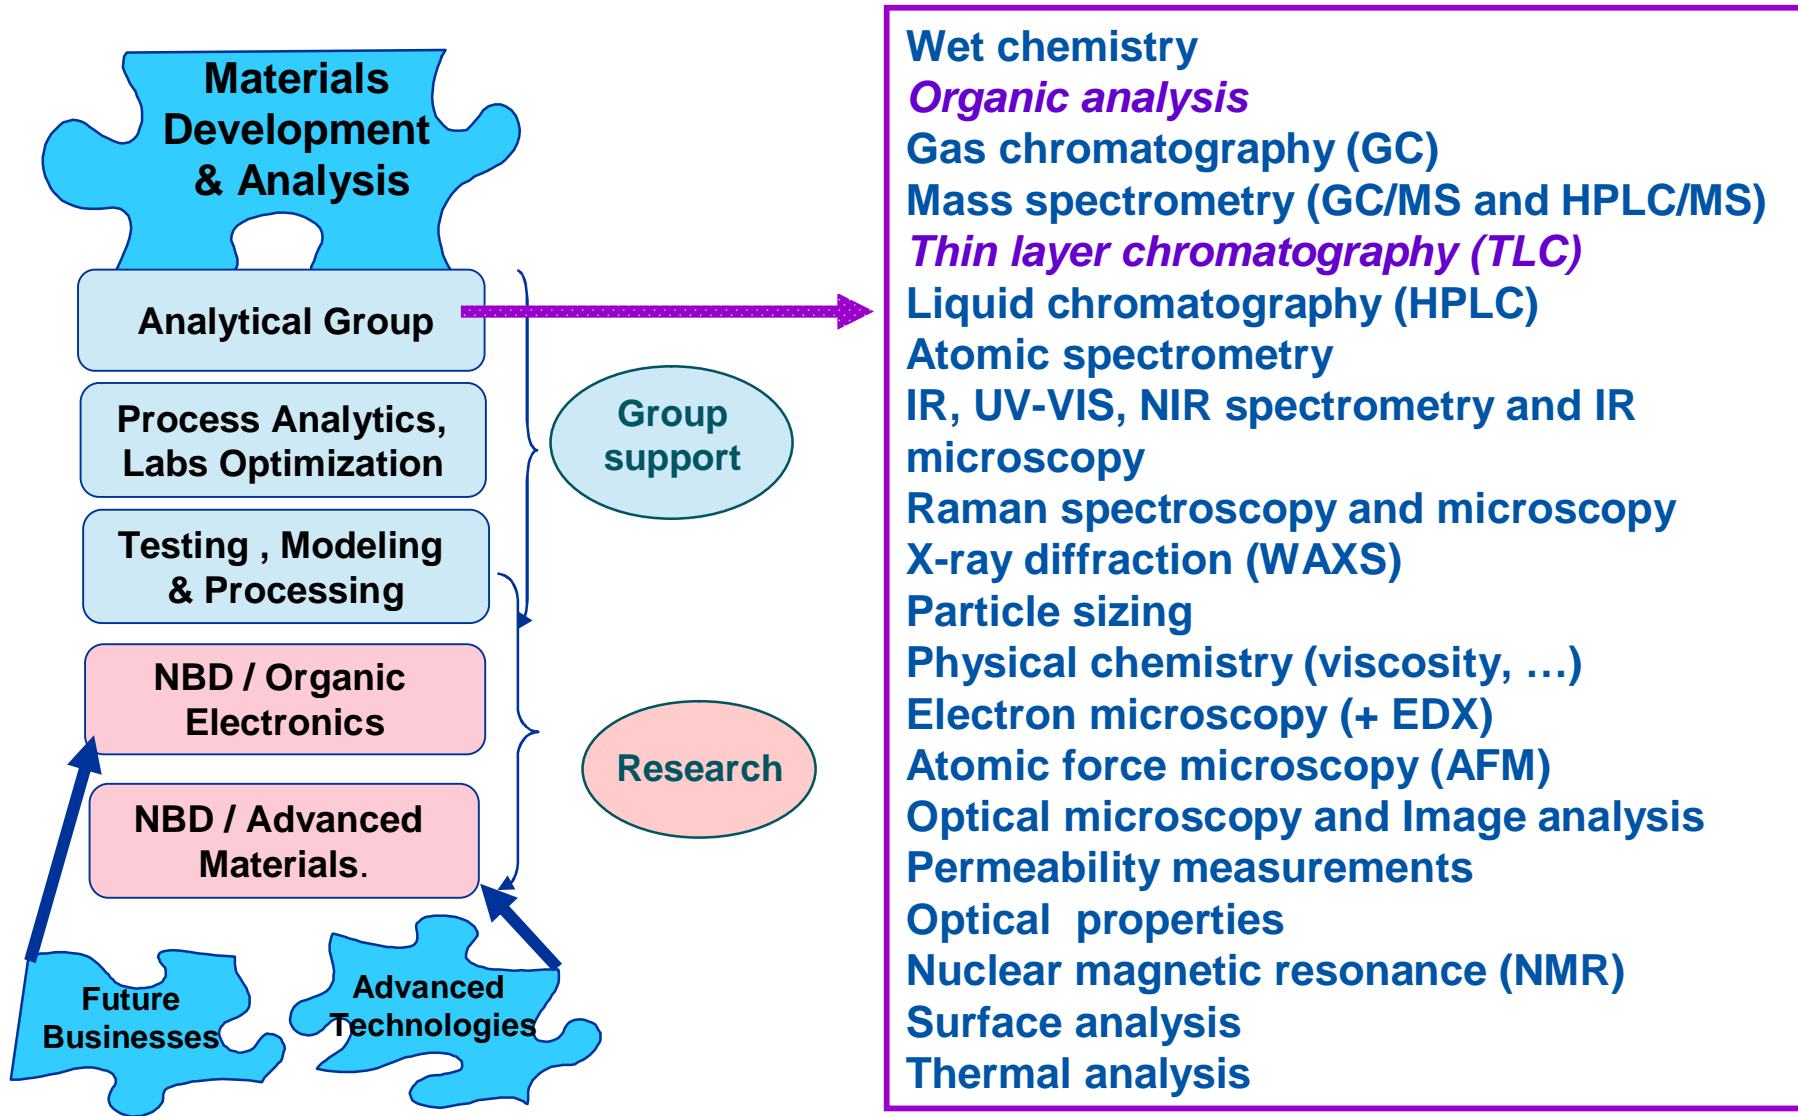 Materials
Development
& Analysis
Analytical Group
Process Analytics,
Labs Optimization
Testing , Modeling
& Processing
NBD / Organic
Electronics
NBD / Advanced
Materials.
Future
Businesses
Advanced
Technologies
Group
support
Research
Wet chemistry
Organic analysis
Gas chromatography (GC)
Mass spectrometry (GC/MS and HPLC/MS)
Thin layer chromatography (TLC)
Liquid chromatography (HPLC)
Atomic spectrometry
IR, UV-VIS, NIR spectrometry and IR
microscopy
Raman spectroscopy and microscopy
X-ray diffraction (WAXS)
Particle sizing
Physical chemistry (viscosity, …)
Electron microscopy (+ EDX)
Atomic force microscopy (AFM)
Optical microscopy and Image analysis
Permeability measurements
Optical  properties
Nuclear magnetic resonance (NMR)
Surface analysis
Thermal analysis